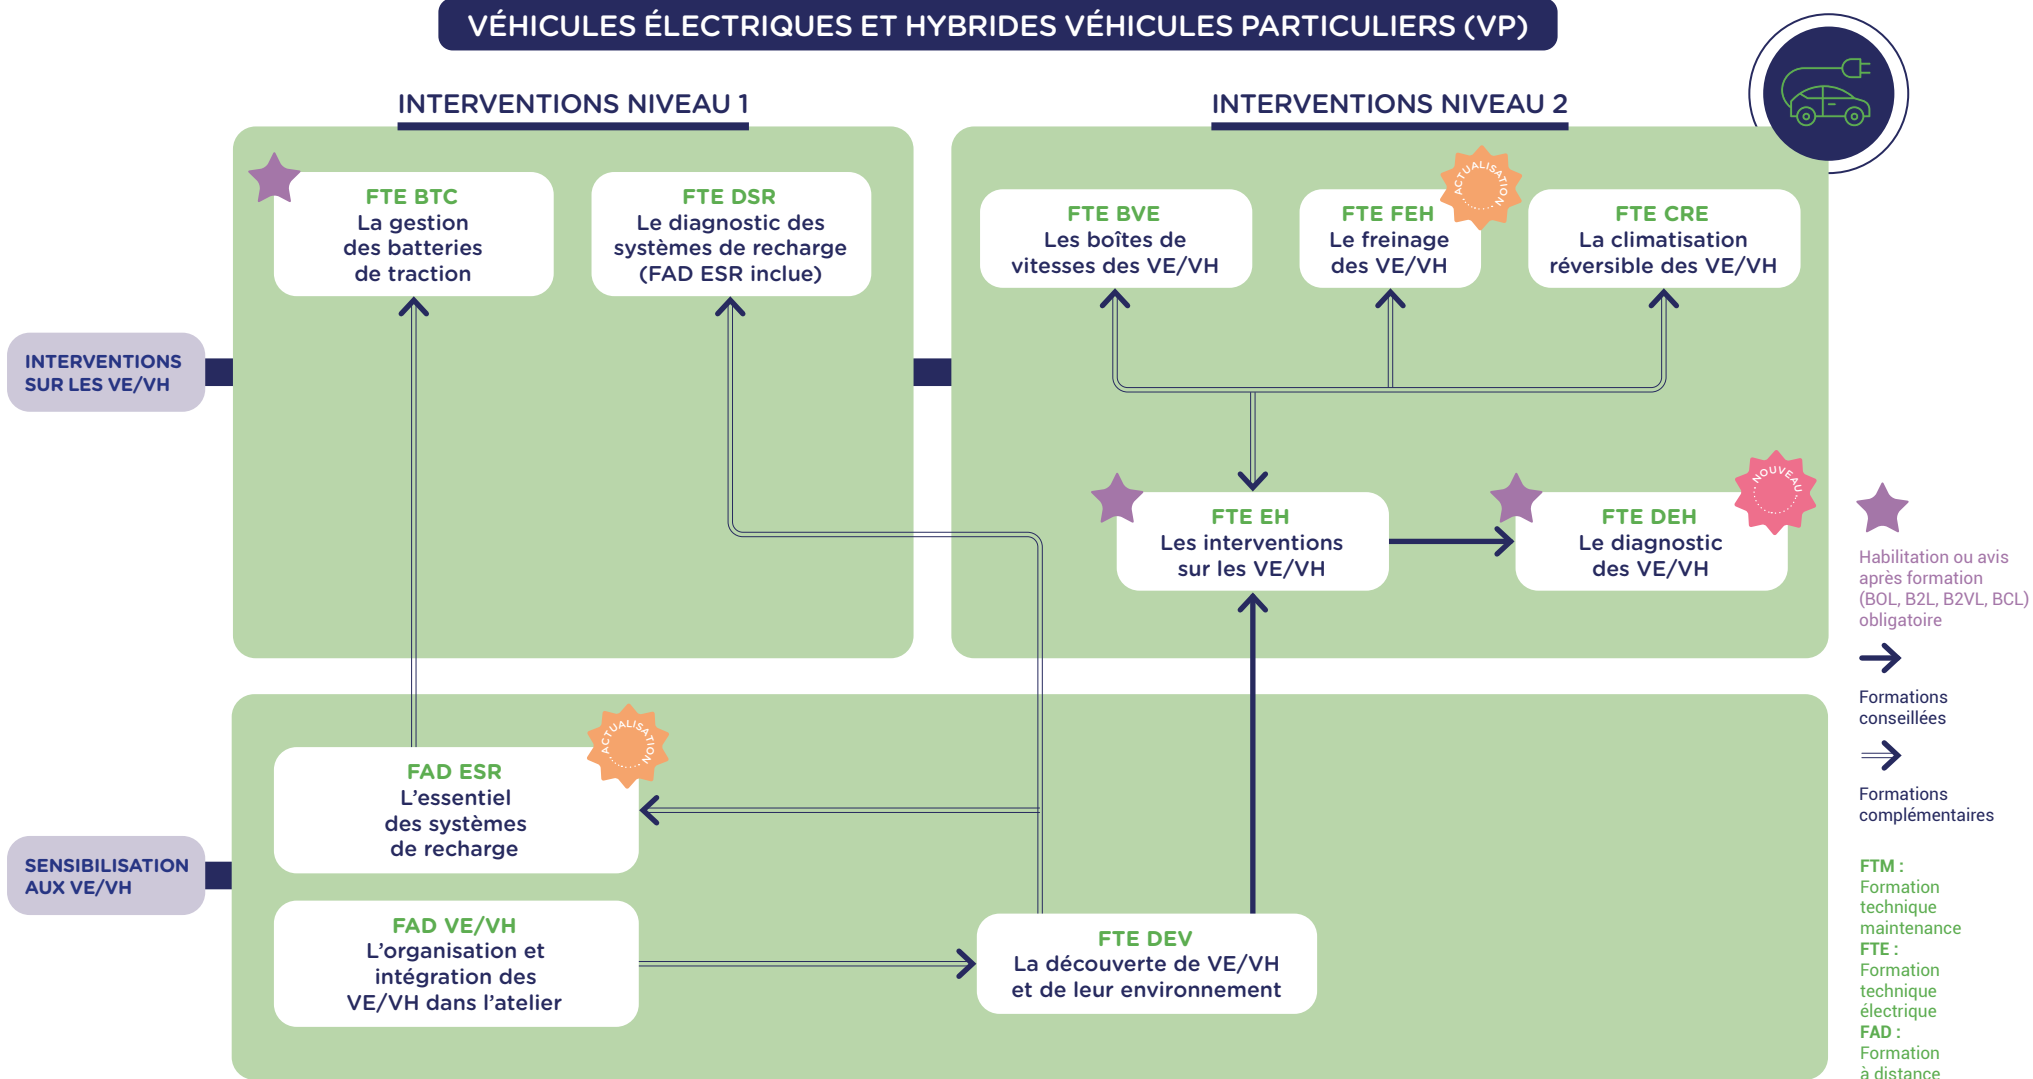 VÉHICULES ÉLECTRIQUES ET HYBRIDES VÉHICULES PARTICULIERS (VP)
INTERVENTIONS NIVEAU 1
INTERVENTIONS NIVEAU 2
FTE BTC
La gestion
des batteries
de traction
FTE DSR
Le diagnostic des
systèmes de recharge
(FAD ESR inclue)
FTE BVE
Les boîtes de
vitesses des VE/VH
ACTUALISATION
FTE FEH
Le freinage
des VE/VH
FTE CRE
La climatisation
réversible des VE/VH
INTERVENTIONS
SUR LES VE/VH
FTE EH
Les interventions
sur les VE/VH
NOUVEAU
FTE DEH
Le diagnostic
des VE/VH
Habilitation ou avis
après formation
(BOL, B2L, B2VL, BCL)
obligatoire
Formations
conseillées
Formations
complémentaires
ACTUALISATION
FAD ESR
L'essentiel
des systèmes
de recharge
SENSIBILISATION
AUX VE/VH
FAD VE/VH
L'organisation et
intégration des
VE/VH dans l'atelier
FTE DEV
La découverte de VE/VH
et de leur environnement
FTM :
Formation
technique
maintenance
FTE :
Formation
technique
électrique
FAD :
Formation
à distance